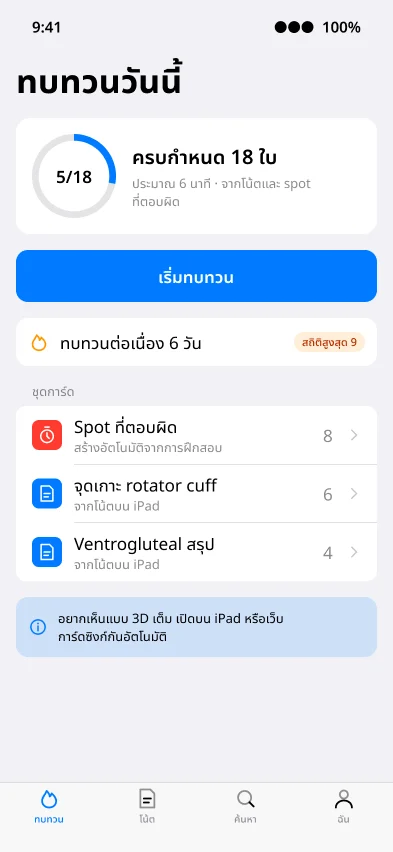 9:41
100%
ทบทวนวันนี้
5/18
ครบกำหนด 18 ใบ
ประมาณ 6 นาที · จากโน้ตและ spot
ที่ตอบผิด
เริ่มทบทวน
ทบทวนต่อเนื่อง 6 วัน
สถิติสูงสุด 9
ชุดการ์ด
Spot ที่ตอบผิด
8
สร้างอัตโนมัติจากการฝึกสอบ
จุดเกาะ rotator cuff
6
จากโน้ตบน iPad
Ventrogluteal สรุป
4
จากโน้ตบน iPad
อยากเห็นแบบ 3D เต็ม เปิดบน iPad หรือเว็บ
การ์ดซิงก์กันอัตโนมัติ
ทบทวน
โน้ต
ค้นหา
ฉัน